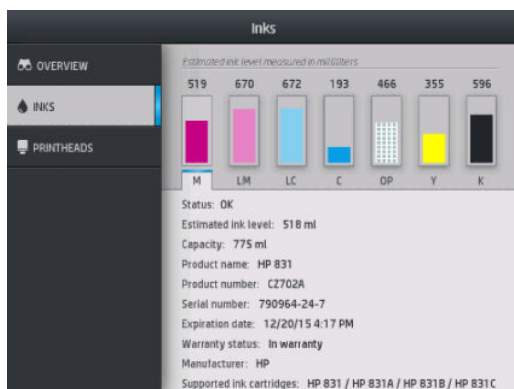 Inks
OVERVIEW
INKS
PRINTHEADS
Estimated ink level measured in milliliters
519 670 672 193 466 355 596
M LM LC C OP Y K
Status: OK
Estimated ink level: 518 ml
Capacity: 775 ml
Product name: HP 831
Product number: CZ702A
Serial number: 790964-24-7
Expiration date: 12/20/15 4:17 PM
Warranty status: In warranty
Manufacturer: HP
Supported ink cartridges: HP 831 / HP 831A / HP 831B / HP 831C